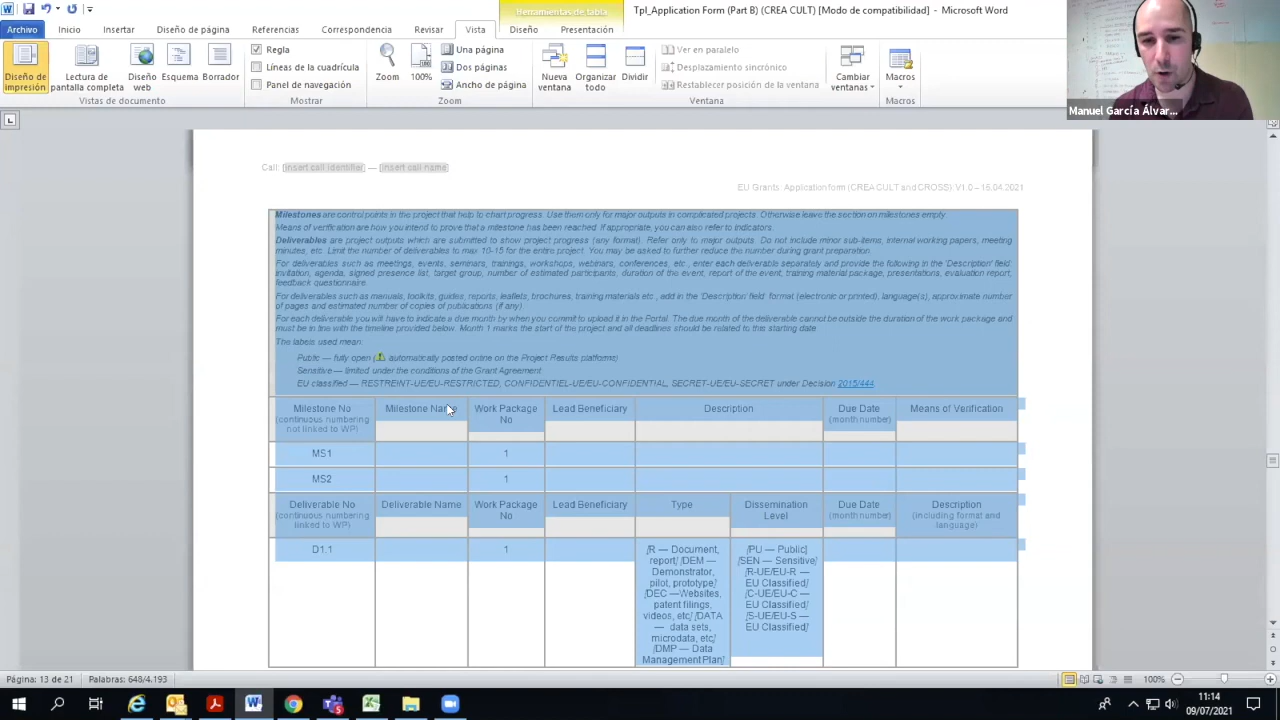 Herramientas de tabla
Tpl_Application Form (Part B) (CREA CULT) [Modo de compatibilidad] - Microsoft Word
Archivo
Inicio
Insertar
Diseño de página
Referencias
Correspondencia
Revisar
Vista
Diseño
Presentación
Diseño de impresión
Lectura de pantalla completa
Diseño web
Esquema
Borrador
Vistas de documento
Regla
Líneas de la cuadrícula
Panel de navegación
Mostrar
Zoom
100%
Una página
Dos páginas
Ancho de página
Zoom
Nueva ventana
Organizar todo
Dividir
Ver en paralelo
Desplazamiento sincrónico
Restablecer posición de la ventana
Ventana
Cambiar ventanas
Macros
Macros
Manuel García Álvar...
Call: [insert call identifier] — [insert call name]
EU Grants: Application form (CREA CULT and CROSS): V1.0 – 15.04.2021
Milestones are control points in the project that help to chart progress. Use them only for major outputs in complicated projects. Otherwise leave the section on milestones empty.
Means of verification are how you intend to prove that a milestone has been reached. If appropriate, you can also refer to indicators.
Deliverables are project outputs which are submitted to show project progress (any format). Refer only to major outputs. Do not include minor sub-items, internal working papers, meeting
minutes, etc. Limit the number of deliverables to max 10-15 for the entire project. You may be asked to further reduce the number during grant preparation.
For deliverables such as meetings, events, seminars, trainings, workshops, webinars, conferences, etc., enter each deliverable separately and provide the following in the 'Description' field:
invitation, agenda, signed presence list, target group, number of estimated participants, duration of the event, report of the event, training material package, presentations, evaluation report,
feedback questionnaire.
For deliverables such as manuals, toolkits, guides, reports, leaflets, brochures, training materials etc., add in the 'Description' field: format (electronic or printed), language(s), approximate number
of pages and estimated number of copies of publications (if any).
For each deliverable you will have to indicate a due month by when you commit to upload it in the Portal. The due month of the deliverable cannot be outside the duration of the work package and
must be in line with the timeline provided below. Month 1 marks the start of the project and all deadlines should be related to this starting date.
The labels used mean:
Public — fully open ( automatically posted online on the Project Results platforms)
Sensitive — limited under the conditions of the Grant Agreement
EU classified — RESTREINT-UE/EU-RESTRICTED, CONFIDENTIEL-UE/EU-CONFIDENTIAL, SECRET-UE/EU-SECRET under Decision 2015/444.
Milestone No
(continuous numbering
not linked to WP)
Milestone Name
Work Package
No
Lead Beneficiary
Description
Due Date
(month number)
Means of Verification
MS1 1
MS2 1
Deliverable No
(continuous numbering
linked to WP)
Deliverable Name
Work Package
No
Lead Beneficiary
Type
Dissemination
Level
Due Date
(month number)
Description
(including format and
language)
D1.1
1
[R — Document,
report] [DEM —
Demonstrator,
pilot, prototype]
[DEC —Websites,
patent filings,
videos, etc] [DATA
— data sets,
microdata, etc]
[DMP — Data
Management Plan]
[PU — Public]
[SEN — Sensitive]
[R-UE/EU-R —
EU Classified]
[C-UE/EU-C —
EU Classified]
[S-UE/EU-S —
EU Classified]
Página: 13 de 21
Palabras: 648/4.193
100%
11:14
09/07/2021